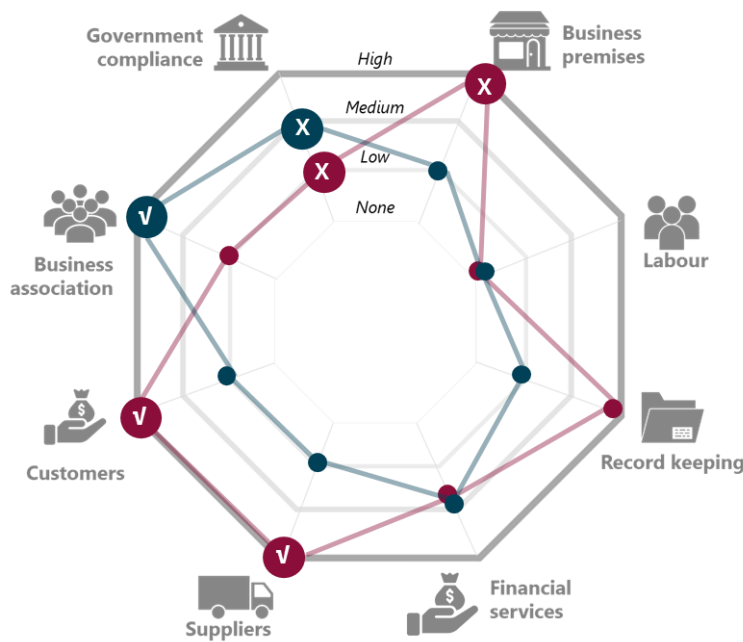 Government
compliance
Business
premises
High
Medium
Low
None
X
X
X
√
Business
association
Labour
√
Customers
Record keeping
√
Suppliers
Financial
services
$
$